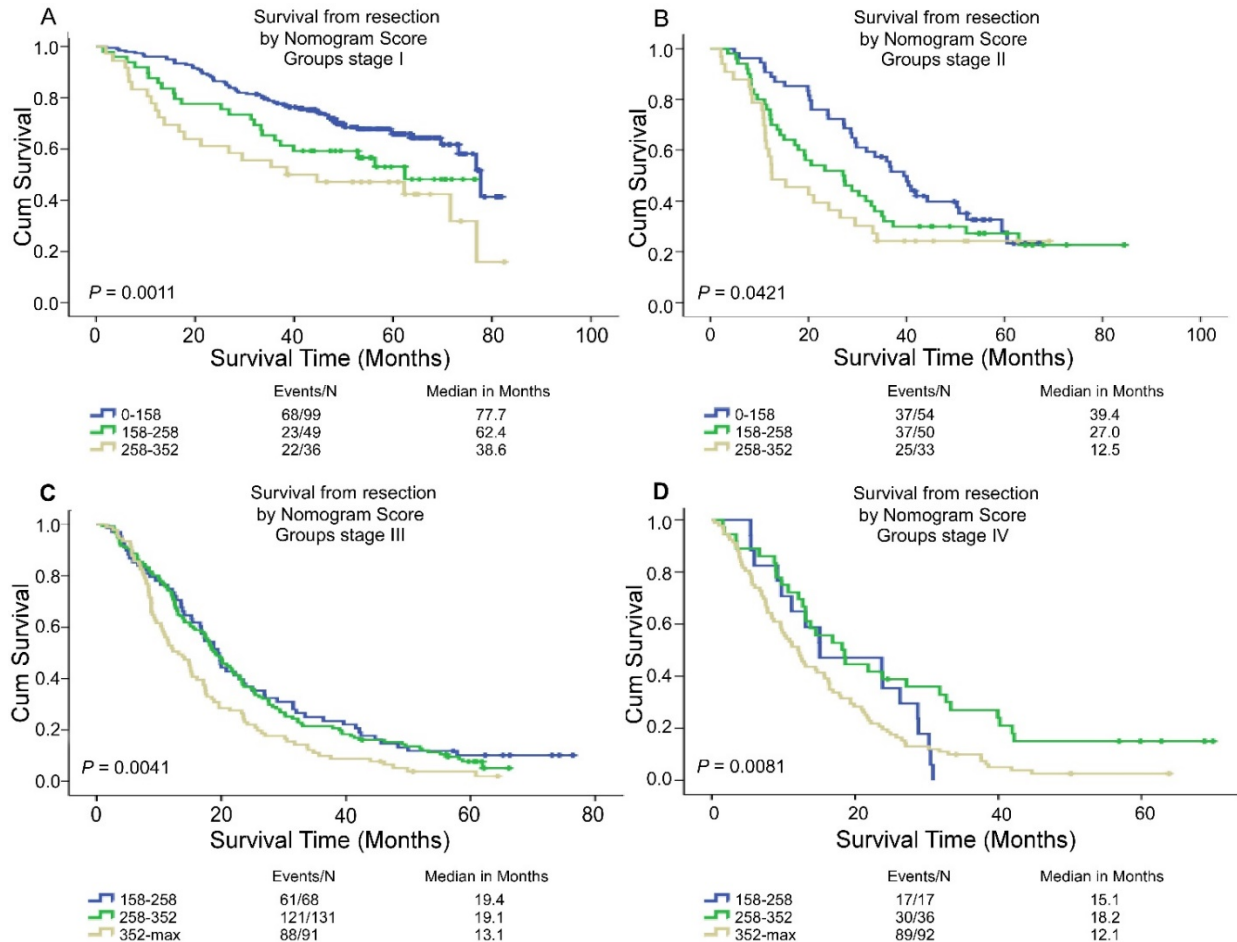 A
Survival from resection
by Nomogram Score
Groups stage I
Cum Survival
1.0
0.8
0.6
0.4
0.2
0.0
P = 0.0011
0 20 40 60 80 100
Survival Time (Months)
Events/N Median in Months
0-158 68/99 77.7
158-258 23/49 62.4
258-352 22/36 38.6
B
Survival from resection
by Nomogram Score
Groups stage II
Cum Survival
1.0
0.8
0.6
0.4
0.2
0.0
P = 0.0421
0 20 40 60 80 100
Survival Time (Months)
Events/N Median in Months
0-158 37/54 39.4
158-258 37/50 27.0
258-352 25/33 12.5
C
Survival from resection
by Nomogram Score
Groups stage III
Cum Survival
1.0
0.8
0.6
0.4
0.2
0.0
P = 0.0041
0 20 40 60 80
Survival Time (Months)
Events/N Median in Months
158-258 61/68 19.4
258-352 121/131 19.1
352-max 88/91 13.1
D
Survival from resection
by Nomogram Score
Groups stage IV
Cum Survival
1.0
0.8
0.6
0.4
0.2
0.0
P = 0.0081
0 20 40 60
Survival Time (Months)
Events/N Median in Months
158-258 17/17 15.1
258-352 30/36 18.2
352-max 89/92 12.1